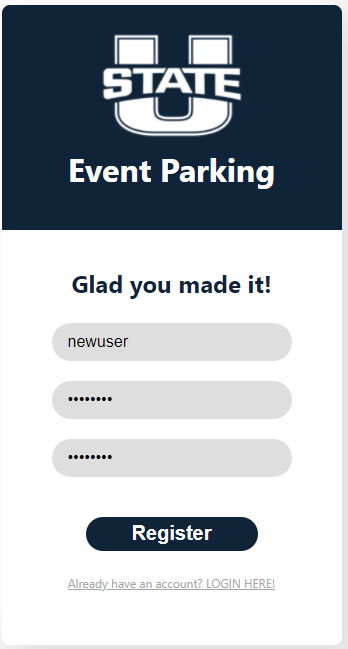 STATE
U
Event Parking
Glad you made it!
newuser
••••••••
••••••••
Register
Already have an account? LOGIN HERE!